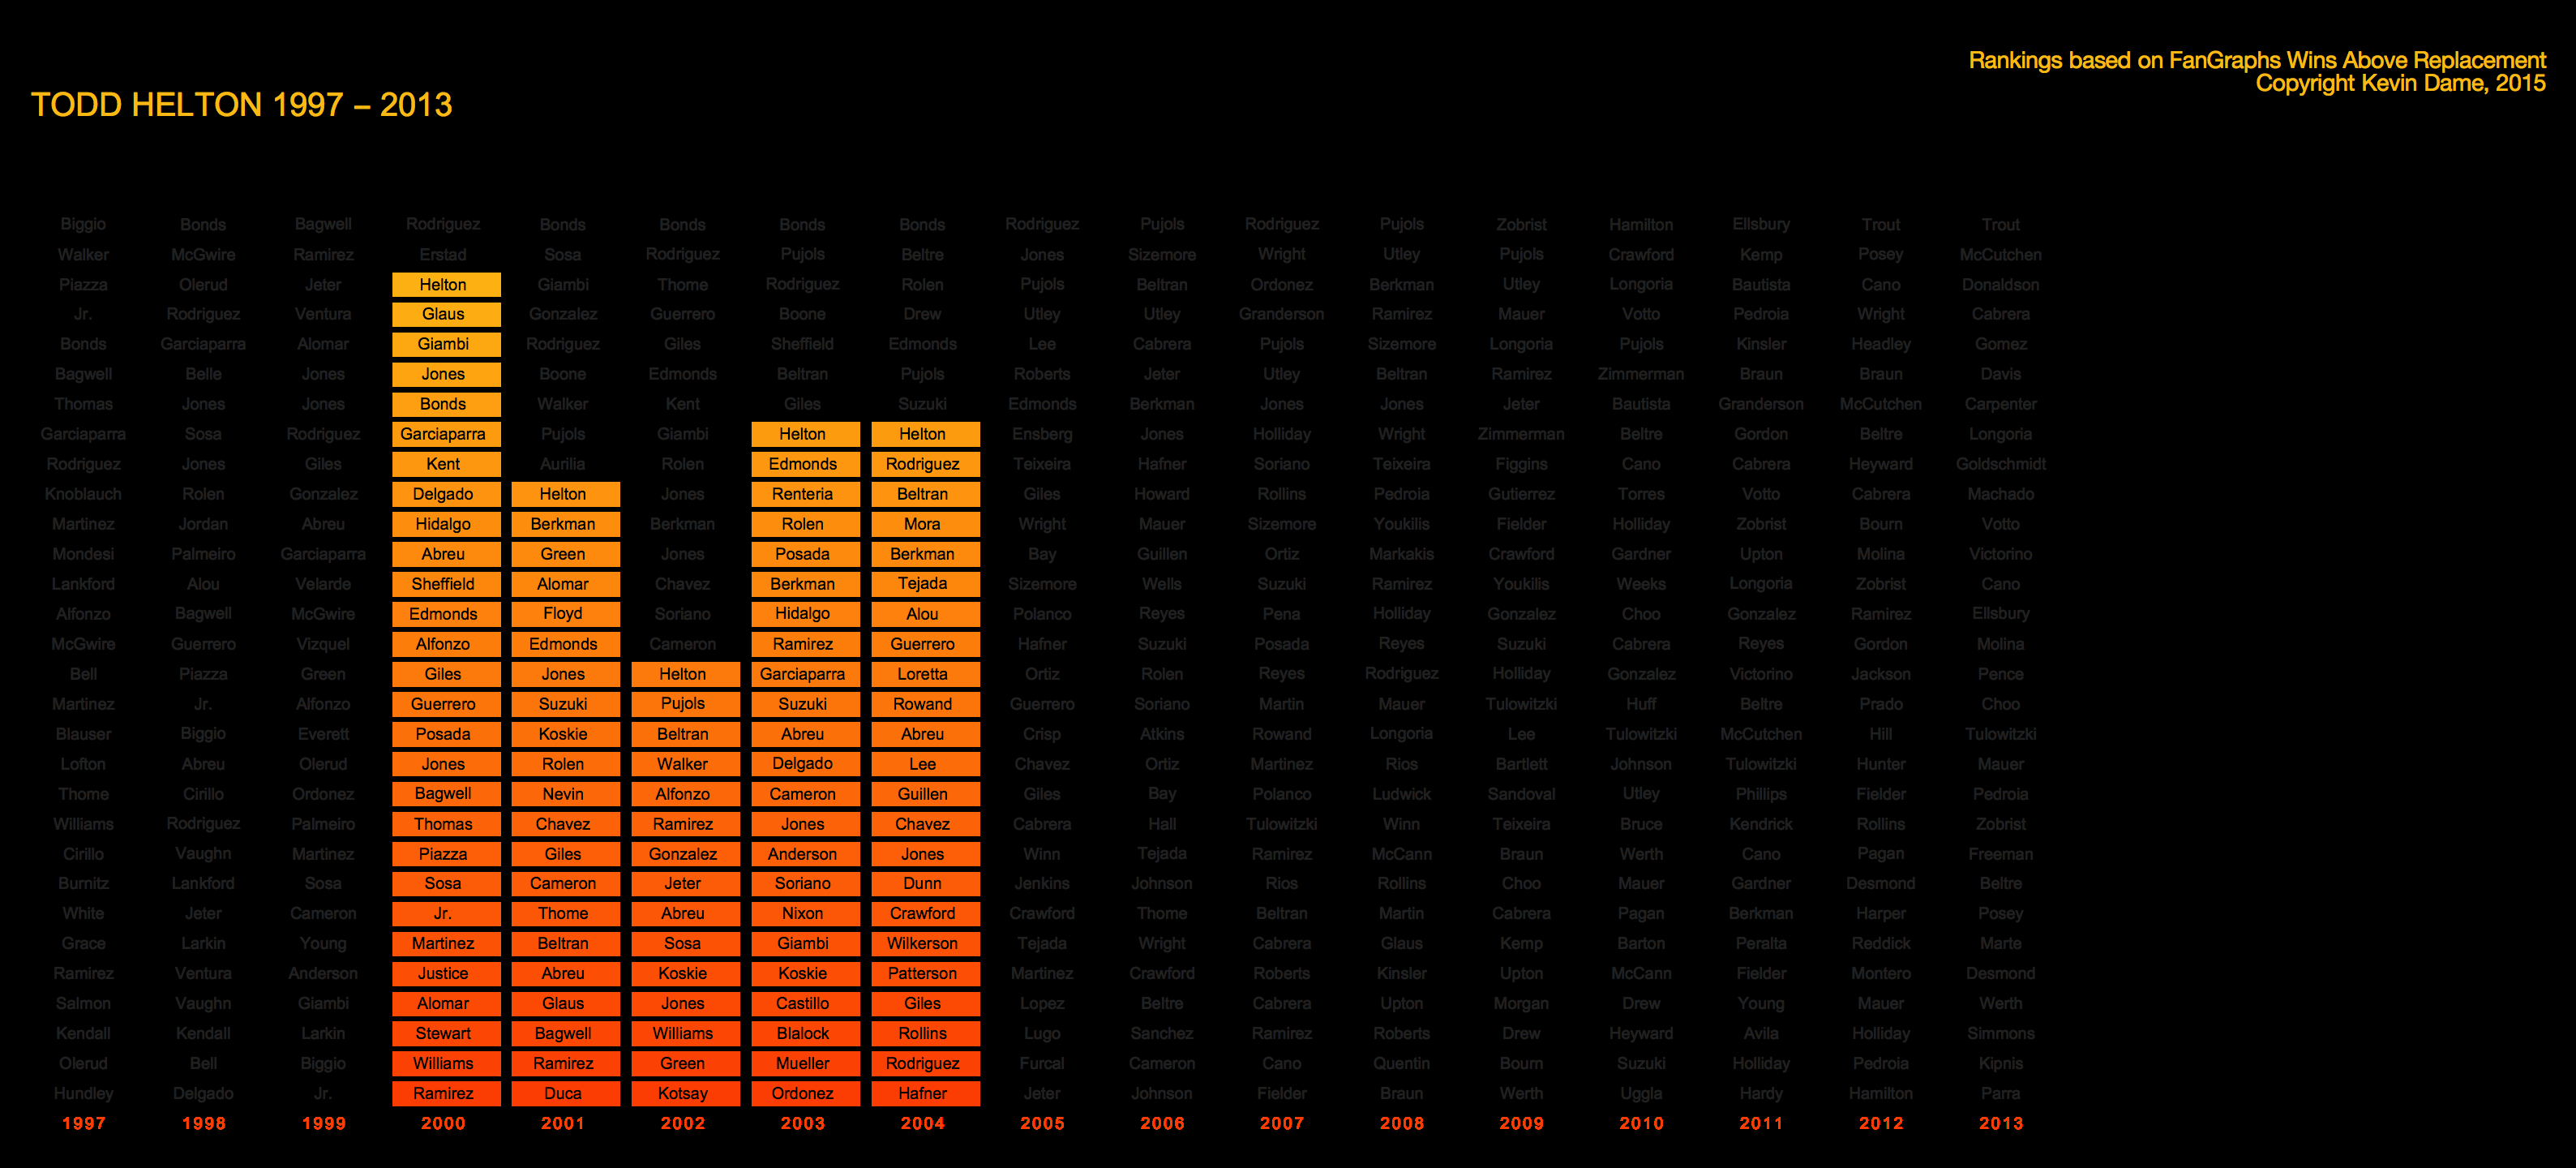 Rankings based on FanGraphs Wins Above Replacement
Copyright Kevin Dame, 2015
TODD HELTON 1997 – 2013
Biggio Bonds Bagwell Rodriguez Bonds Bonds Bonds Bonds Rodriguez Pujols Rodriguez Pujols Zobrist Hamilton Ellsbury Trout Trout
Walker McGwire Ramirez Erstad Sosa Rodriguez Pujols Beltre Jones Sizemore Wright Utley Pujols Crawford Kemp Posey McCutchen
Piazza Olerud Jeter Helton Giambi Thome Rodriguez Rolen Pujols Beltran Ordonez Berkman Utley Longoria Bautista Cano Donaldson
Jr. Rodriguez Ventura Glaus Gonzalez Guerrero Boone Drew Utley Utley Granderson Ramirez Mauer Votto Pedroia Wright Cabrera
Bonds Garciaparra Alomar Giambi Rodriguez Giles Sheffield Edmonds Lee Cabrera Pujols Sizemore Longoria Pujols Kinsler Headley Gomez
Bagwell Belle Jones Jones Boone Edmonds Beltran Pujols Roberts Jeter Utley Beltran Ramirez Zimmerman Braun Braun Davis
Thomas Jones Jones Bonds Walker Kent Giles Suzuki Edmonds Berkman Jones Jones Jeter Bautista Granderson McCutchen Carpenter
Garciaparra Sosa Rodriguez Garciaparra Pujols Giambi Helton Helton Ensberg Jones Holliday Wright Zimmerman Beltre Gordon Beltre Longoria
Rodriguez Jones Giles Kent Aurilia Rolen Edmonds Rodriguez Teixeira Hafner Soriano Teixeira Figgins Cano Cabrera Heyward Goldschmidt
Knoblauch Rolen Gonzalez Delgado Helton Jones Renteria Beltran Giles Howard Rollins Pedroia Gutierrez Torres Votto Cabrera Machado
Martinez Jordan Abreu Hidalgo Berkman Berkman Rolen Mora Wright Mauer Sizemore Youkilis Fielder Holliday Zobrist Bourn Votto
Mondesi Palmeiro Garciaparra Abreu Green Jones Posada Berkman Bay Guillen Ortiz Markakis Crawford Gardner Upton Molina Victorino
Lankford Alou Velarde Sheffield Alomar Chavez Berkman Tejada Sizemore Wells Suzuki Ramirez Youkilis Weeks Longoria Zobrist Cano
Alfonzo Bagwell McGwire Edmonds Floyd Soriano Hidalgo Alou Polanco Reyes Pena Holliday Gonzalez Choo Gonzalez Ramirez Ellsbury
McGwire Guerrero Vizquel Alfonzo Edmonds Cameron Ramirez Guerrero Hafner Suzuki Posada Reyes Suzuki Cabrera Reyes Gordon Molina
Bell Piazza Green Giles Jones Helton Garciaparra Loretta Ortiz Rolen Reyes Rodriguez Holliday Gonzalez Victorino Jackson Pence
Martinez Jr. Alfonzo Guerrero Suzuki Pujols Suzuki Rowand Guerrero Soriano Martin Mauer Tulowitzki Huff Beltre Prado Choo
Blauser Biggio Everett Posada Koskie Beltran Abreu Abreu Crisp Atkins Rowand Longoria Lee Tulowitzki McCutchen Hill Tulowitzki
Lofton Abreu Olerud Jones Rolen Walker Delgado Lee Chavez Ortiz Martinez Rios Bartlett Johnson Tulowitzki Hunter Mauer
Thome Cirillo Ordonez Bagwell Nevin Alfonzo Cameron Guillen Giles Bay Polanco Ludwick Sandoval Utley Phillips Fielder Pedroia
Williams Rodriguez Palmeiro Thomas Chavez Ramirez Jones Chavez Cabrera Hall Tulowitzki Winn Teixeira Bruce Kendrick Rollins Zobrist
Cirillo Vaughn Martinez Piazza Giles Gonzalez Anderson Jones Winn Tejada Ramirez McCann Braun Werth Cano Pagan Freeman
Burnitz Lankford Sosa Sosa Cameron Jeter Soriano Dunn Jenkins Johnson Rios Rollins Choo Mauer Gardner Desmond Beltre
White Jeter Cameron Jr. Thome Abreu Nixon Crawford Crawford Thome Beltran Martin Cabrera Pagan Berkman Harper Posey
Grace Larkin Young Martinez Beltran Sosa Giambi Wilkerson Tejada Wright Cabrera Glaus Kemp Barton Peralta Reddick Marte
Ramirez Ventura Anderson Justice Abreu Koskie Koskie Patterson Martinez Crawford Roberts Kinsler Upton McCann Fielder Montero Desmond
Salmon Vaughn Giambi Alomar Glaus Jones Castillo Giles Lopez Beltre Cabrera Upton Morgan Drew Young Mauer Werth
Kendall Kendall Larkin Stewart Bagwell Williams Blalock Rollins Lugo Sanchez Ramirez Roberts Drew Heyward Avila Holliday Simmons
Olerud Bell Biggio Williams Ramirez Green Mueller Rodriguez Furcal Cameron Cano Quentin Bourn Suzuki Holliday Pedroia Kipnis
Hundley Delgado Jr. Ramirez Duca Kotsay Ordonez Hafner Jeter Johnson Fielder Braun Werth Uggla Hardy Hamilton Parra
1997 1998 1999 2000 2001 2002 2003 2004 2005 2006 2007 2008 2009 2010 2011 2012 2013